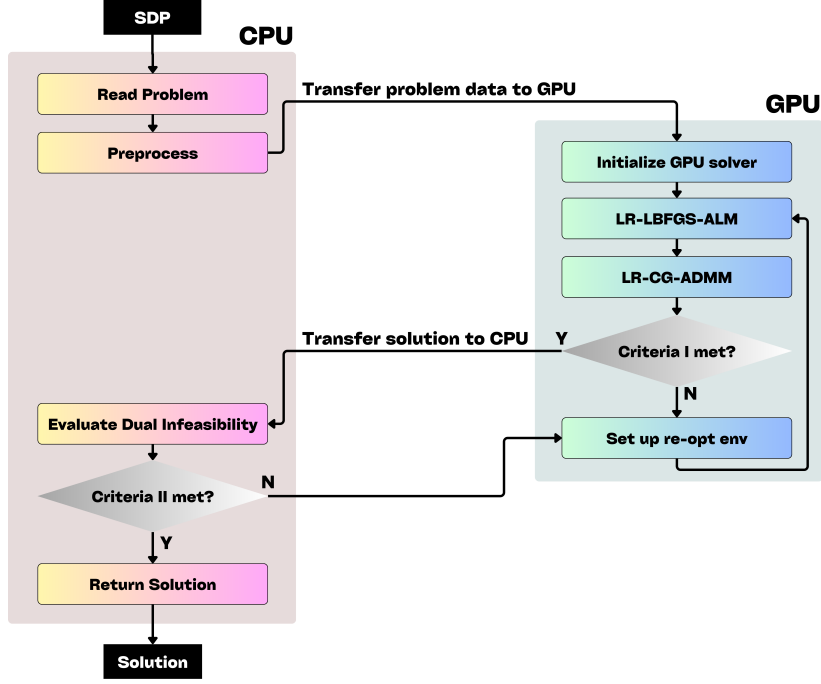 SDP
CPU
Read Problem
Transfer problem data to GPU
GPU
Preprocess
Initialize GPU solver
LR-LBFGS-ALM
LR-CG-ADMM
Transfer solution to CPU
Y
Criteria I met?
N
Evaluate Dual Infeasibility
Set up re-opt env
N
Criteria II met?
Y
Return Solution
Solution